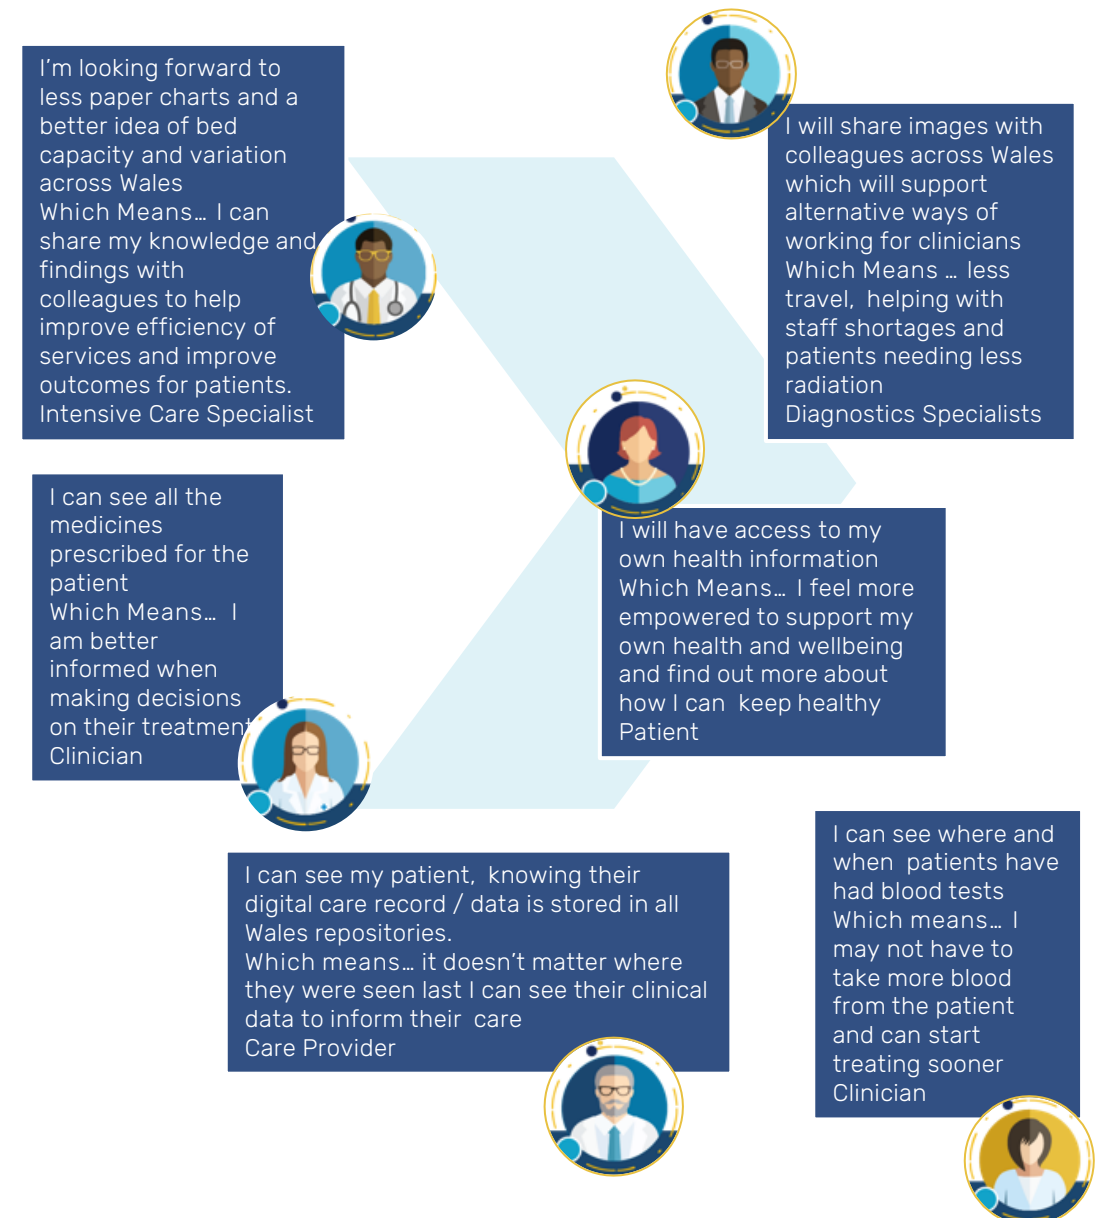 I'm looking forward to
less paper charts and a
better idea of bed
capacity and variation
across Wales
Which Means... I can
share my knowledge and
findings with
colleagues to help
improve efficiency of
services and improve
outcomes for patients.
Intensive Care Specialist
I will share images with
colleagues across Wales
which will support
alternative ways of
working for clinicians
Which Means ... less
travel, helping with
staff shortages and
patients needing less
radiation
Diagnostics Specialists
I can see all the
medicines
prescribed for the
patient
Which Means... I
am better
informed when
making decisions
on their treatment
Clinician
I will have access to my
own health information
Which Means... I feel more
empowered to support my
own health and wellbeing
and find out more about
how I can keep healthy
Patient
I can see my patient, knowing their
digital care record / data is stored in all
Wales repositories.
Which means... it doesn't matter where
they were seen last I can see their clinical
data to inform their care
Care Provider
I can see where and
when patients have
had blood tests
Which means... I
may not have to
take more blood
from the patient
and can start
treating sooner
Clinician